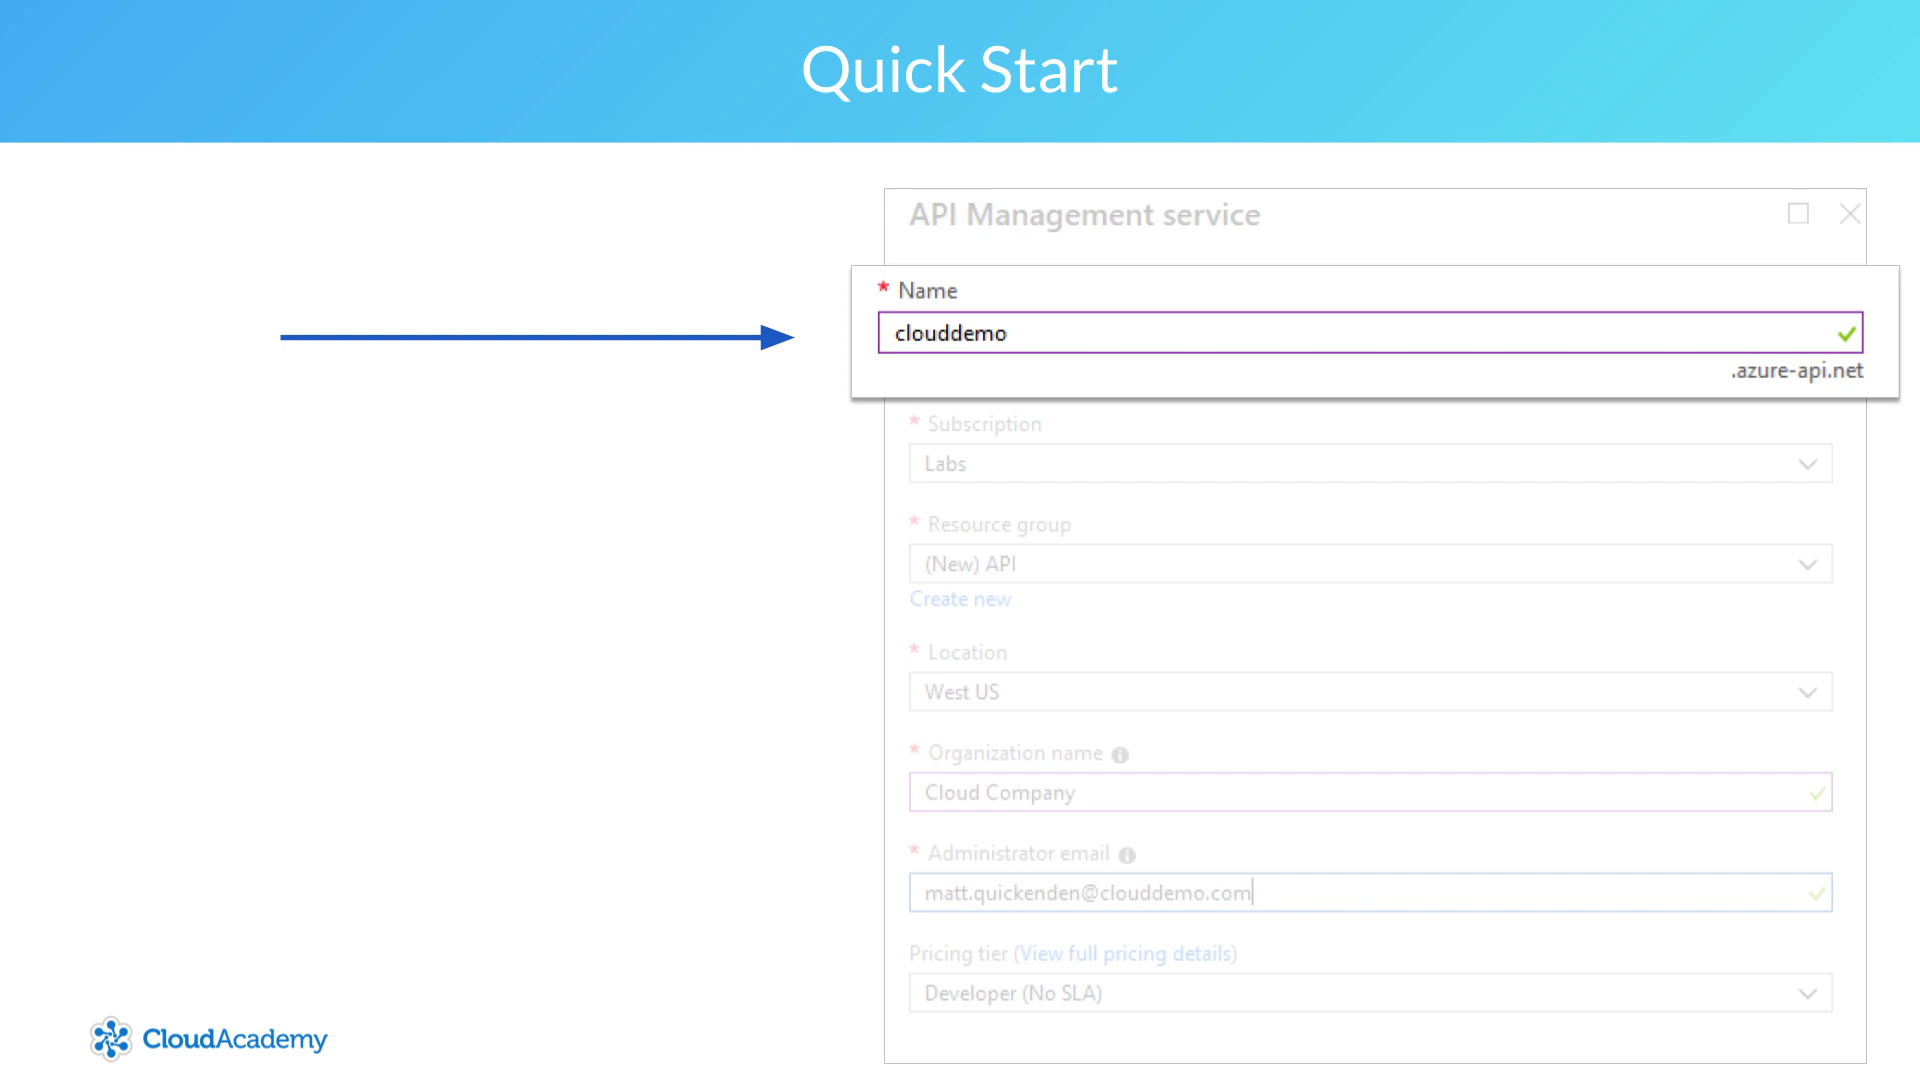 Quick Start
API Management service
* Name
clouddemo
.azure-api.net
* Subscription
Labs
* Resource group
(New) API
Create new
* Location
West US
* Organization name
Cloud Company
* Administrator email
matt.quickenden@clouddemo.com
Pricing tier (View full pricing details)
Developer (No SLA)
CloudAcademy